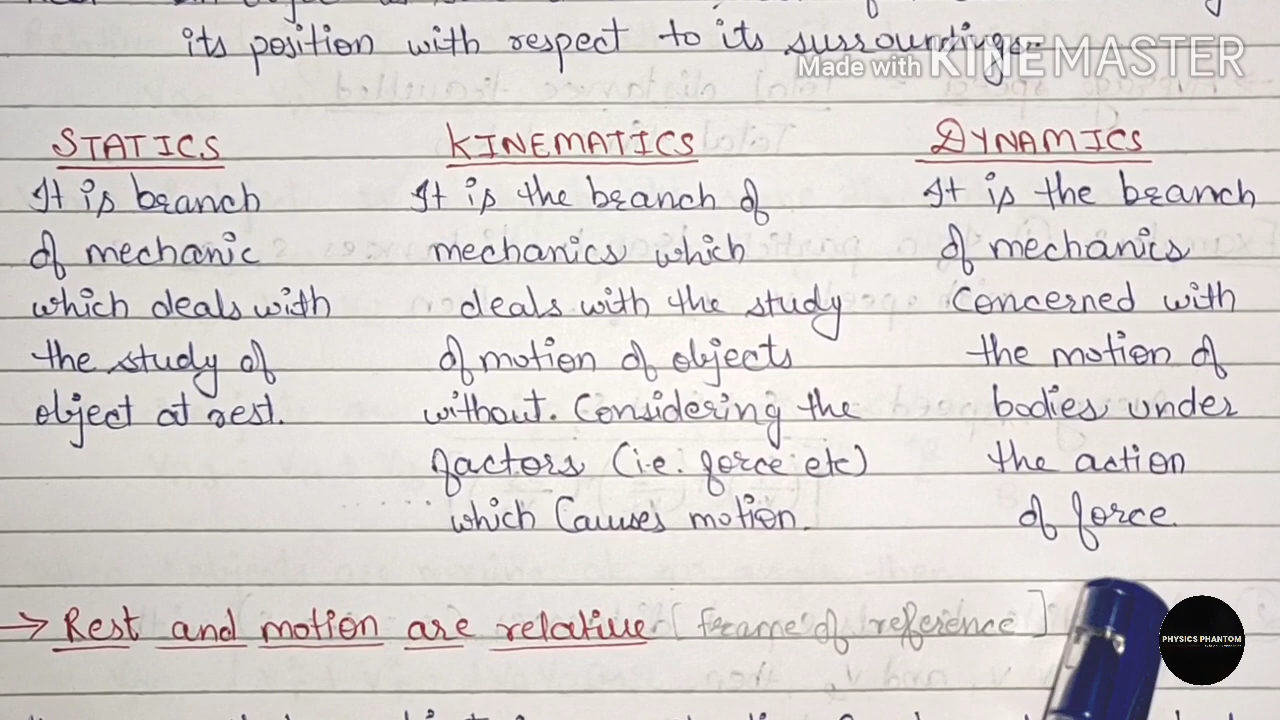 its position with respect to its surroundings.
Made with KINEMASTER
STATICS
It is branch
of mechanic
which deals with
the study of
object at rest.
KINEMATICS
It is the branch of
mechanics which
deals with the study
of motion of objects
without. Considering the
factors (i.e. force etc)
which Causes motion.
DYNAMICS
It is the branch
of mechanics
Concerned with
the motion of
bodies under
the action
of force.
→ Rest and motion are relative [Frame of reference]
PHYSICS PHANTOM